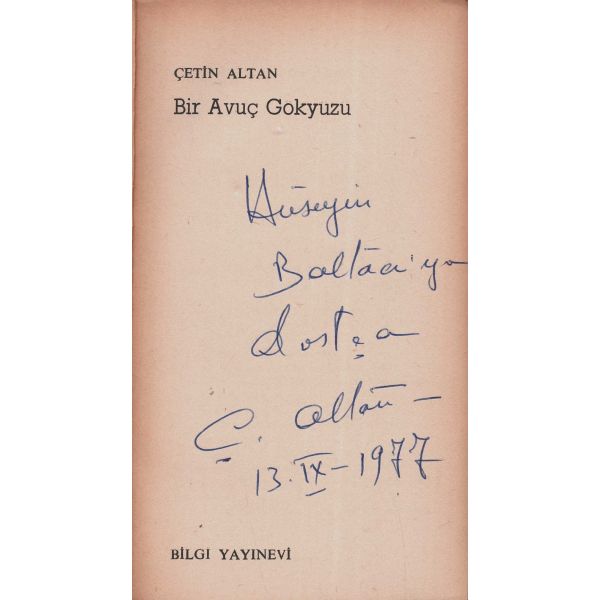 ÇETİN ALTAN
Bir Avuç Gokyuzu
Hüseyin
Baltacı'ya
dostça
Ç. Altan
13.IX-1977
BİLGİ YAYINEVİ